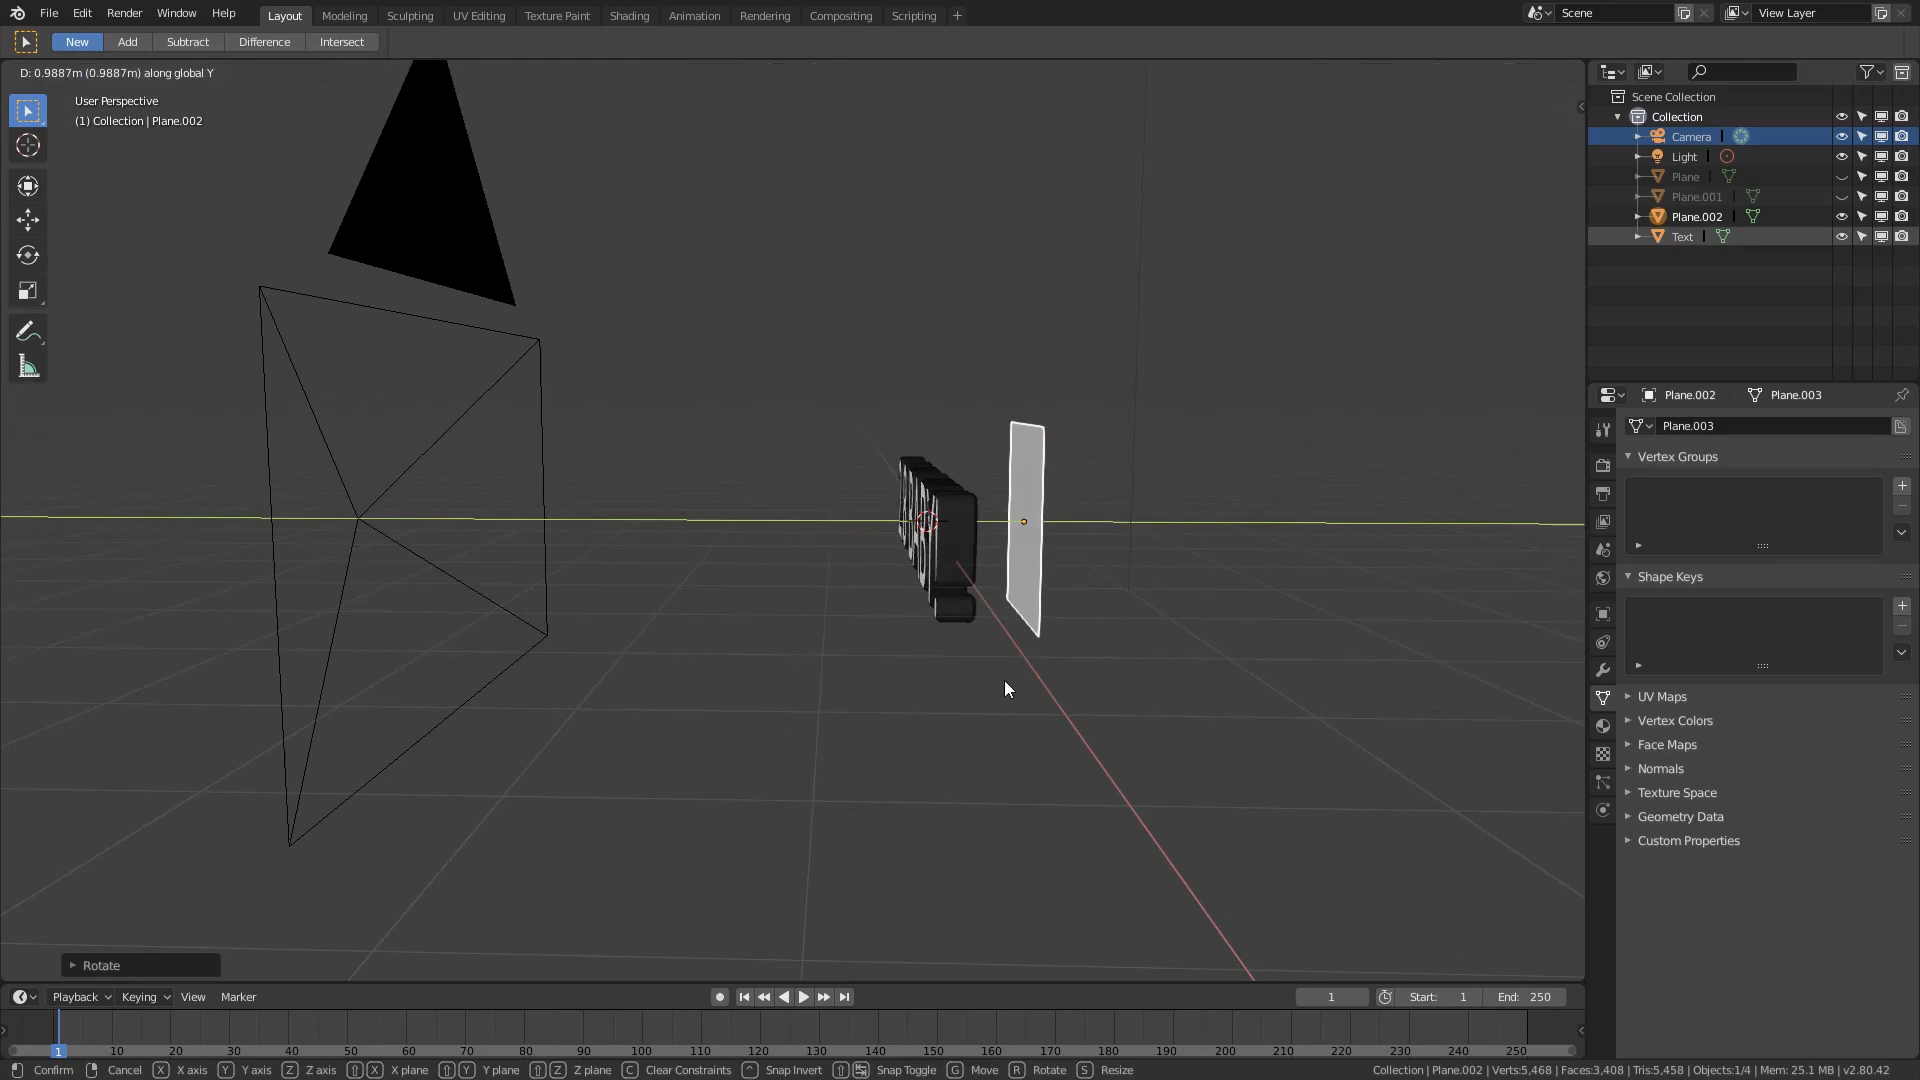 File Edit Render Window Help Layout Modeling Sculpting UV Editing Texture Paint Shading Animation Rendering Compositing Scripting + Scene View Layer
New Add Subtract Difference Intersect
D: 0.9887m (0.9887m) along global Y
User Perspective
(1) Collection | Plane.002
Scene Collection
Collection
Camera
Light
Plane
Plane.001
Plane.002
Text
Plane.002 Plane.003
Plane.003
Vertex Groups
Shape Keys
UV Maps
Vertex Colors
Face Maps
Normals
Texture Space
Geometry Data
Custom Properties
Rotate
Playback Keying View Marker 1 Start: 1 End: 250
1 10 20 30 40 50 60 70 80 90 100 110 120 130 140 150 160 170 180 190 200 210 220 230 240 250
Confirm Cancel X X axis Y Y axis Z Z axis X X plane Y Y plane Z Z plane C Clear Constraints Snap Invert Snap Toggle G Move R Rotate S Resize Collection | Plane.002 | Verts:5,468 | Faces:3,408 | Tris:5,458 | Objects:1/4 | Mem: 25.1 MB | v2.80.42